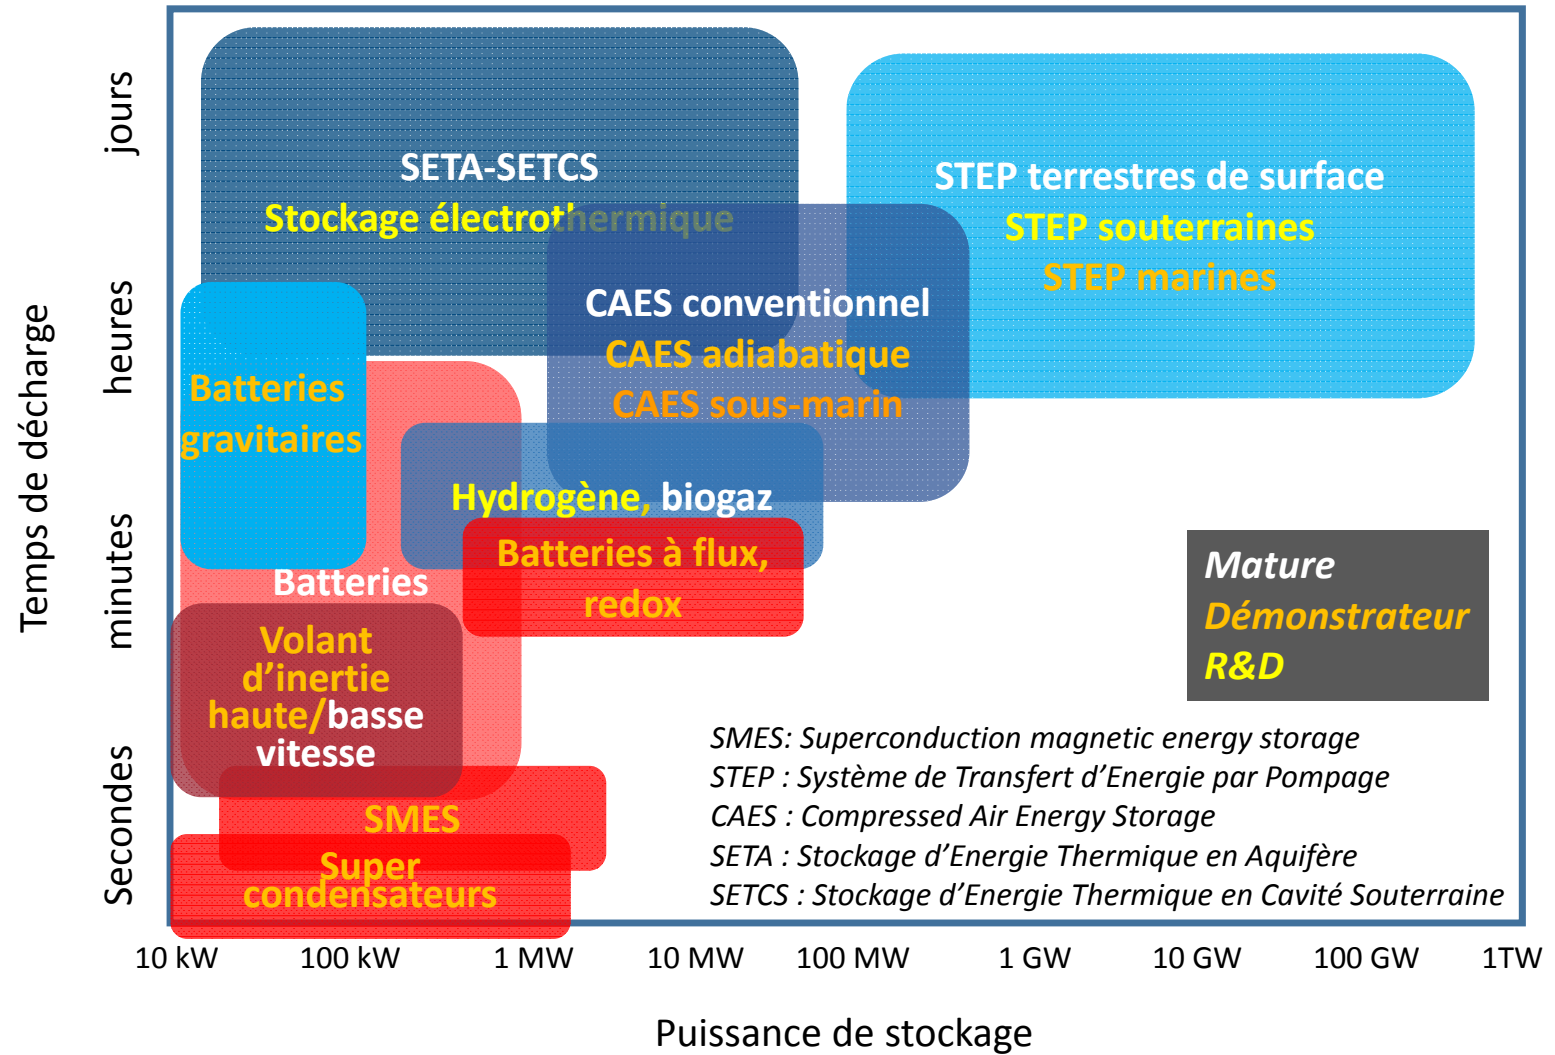 jours
heures
minutes
Secondes
Temps de décharge
SETA-SETCS
Stockage électrothermique
STEP terrestres de surface
STEP souterraines
STEP marines
CAES conventionnel
CAES adiabatique
CAES sous-marin
Batteries
gravitaires
Hydrogène, biogaz
Batteries à flux,
redox
Batteries
Volant
d’inertie
haute/basse
vitesse
SMES
Super
condensateurs
Mature
Démonstrateur
R&D
SMES: Superconduction magnetic energy storage
STEP : Système de Transfert d’Energie par Pompage
CAES : Compressed Air Energy Storage
SETA : Stockage d’Energie Thermique en Aquifère
SETCS : Stockage d’Energie Thermique en Cavité Souterraine
10 kW 100 kW 1 MW 10 MW 100 MW 1 GW 10 GW 100 GW 1TW
Puissance de stockage